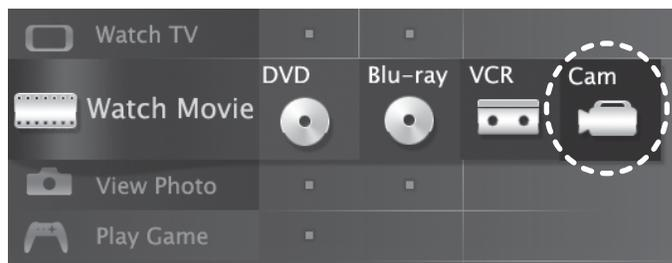 Watch TV
DVD Blu-ray VCR Cam
Watch Movie
View Photo
Play Game